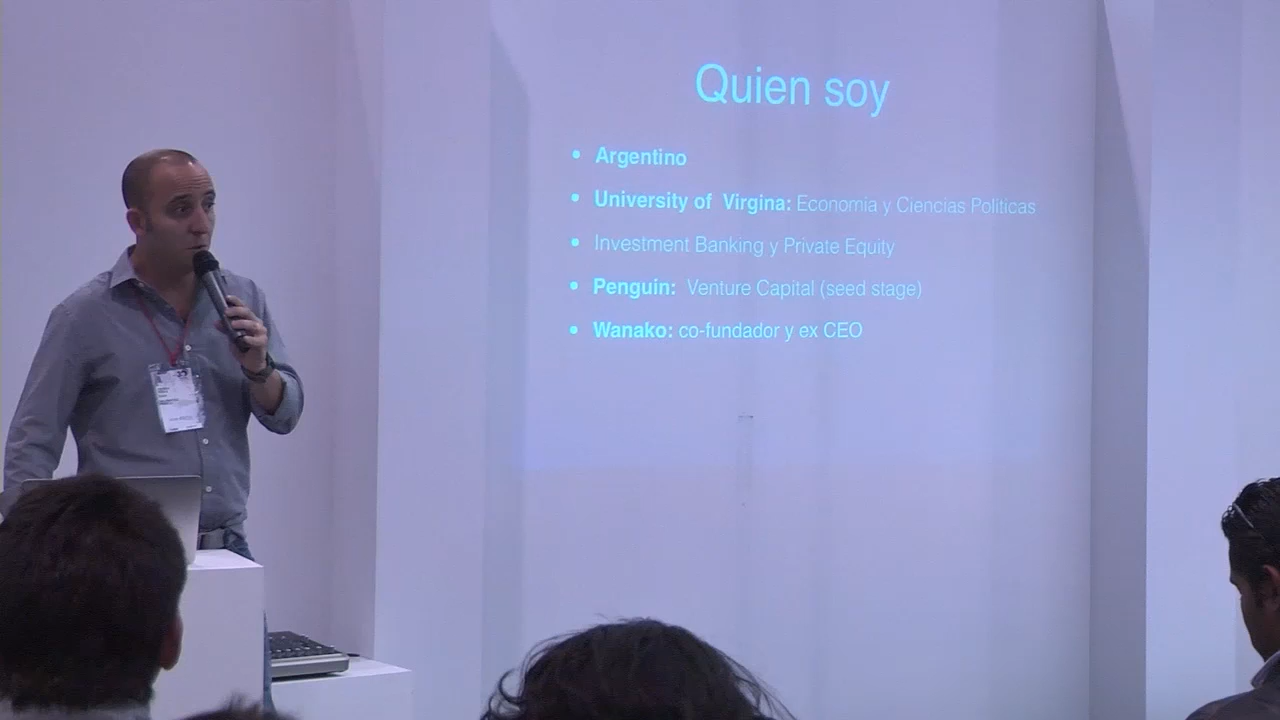 Quien soy
• Argentino
• University of Virgina: Economia y Ciencias Políticas
• Investment Banking y Private Equity
• Penguin: Venture Capital (seed stage)
• Wanako: co-fundador y ex CEO